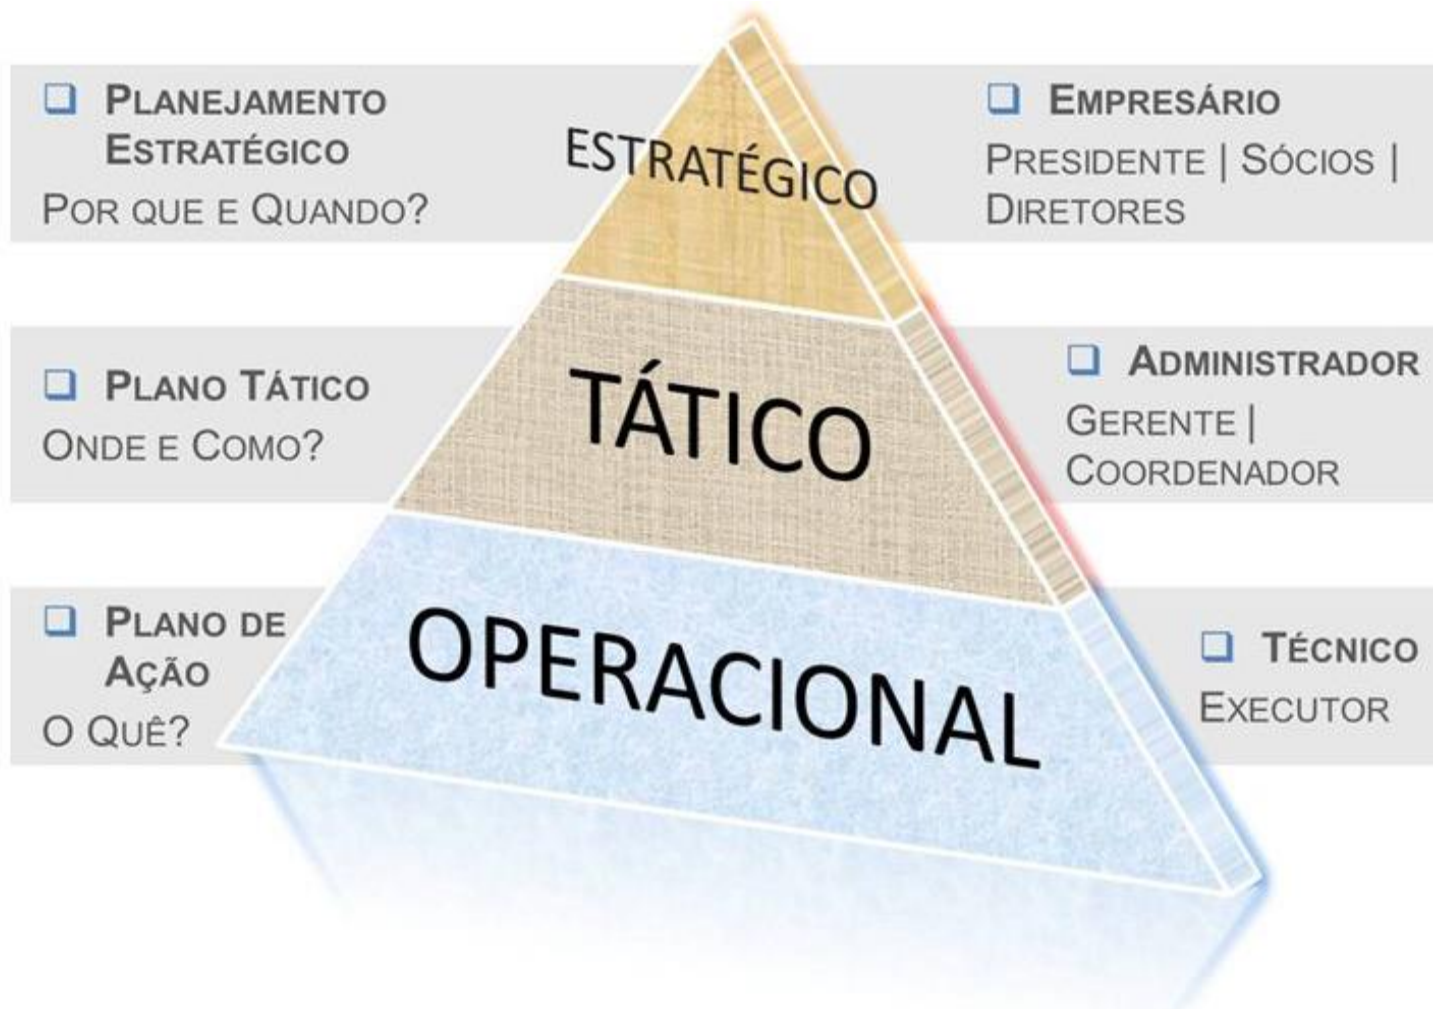 ❑ PLANEJAMENTO
ESTRATÉGICO
POR QUE E QUANDO?
ESTRATÉGICO
❑ EMPRESÁRIO
PRESIDENTE | SÓCIOS |
DIRETORES
❑ PLANO TÁTICO
ONDE E COMO?
TÁTICO
❑ ADMINISTRADOR
GERENTE |
COORDENADOR
❑ PLANO DE
AÇÃO
O QUÊ?
OPERACIONAL
❑ TÉCNICO
EXECUTOR